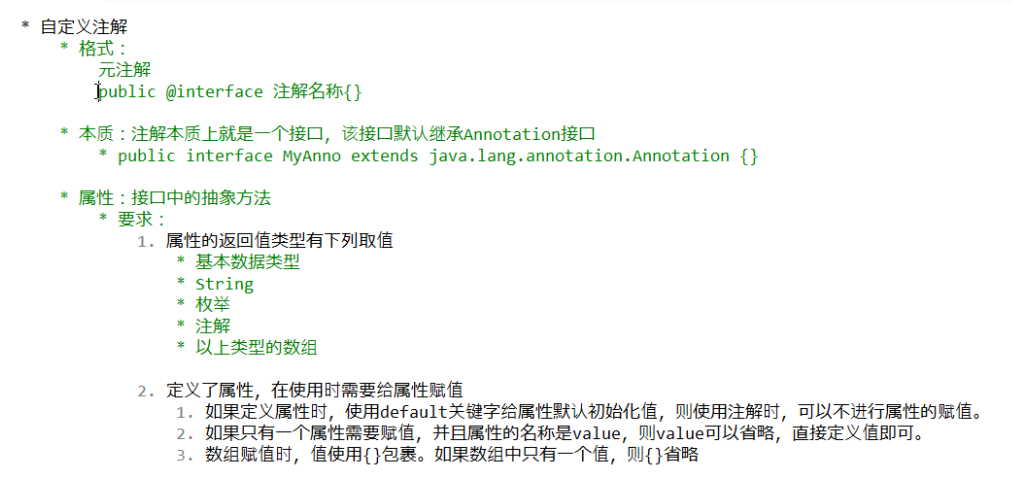 * 自定义注解
* 格式：
元注解
public @interface 注解名称{}
* 本质：注解本质上就是一个接口，该接口默认继承Annotation接口
* public interface MyAnno extends java.lang.annotation.Annotation {}
* 属性：接口中的抽象方法
* 要求：
1. 属性的返回值类型有下列取值
* 基本数据类型
* String
* 枚举
* 注解
* 以上类型的数组
2. 定义了属性，在使用时需要给属性赋值
1. 如果定义属性时，使用default关键字给属性默认初始化值，则使用注解时，可以不进行属性的赋值。
2. 如果只有一个属性需要赋值，并且属性的名称是value，则value可以省略，直接定义值即可。
3. 数组赋值时，值使用{}包裹。如果数组中只有一个值，则{}省略